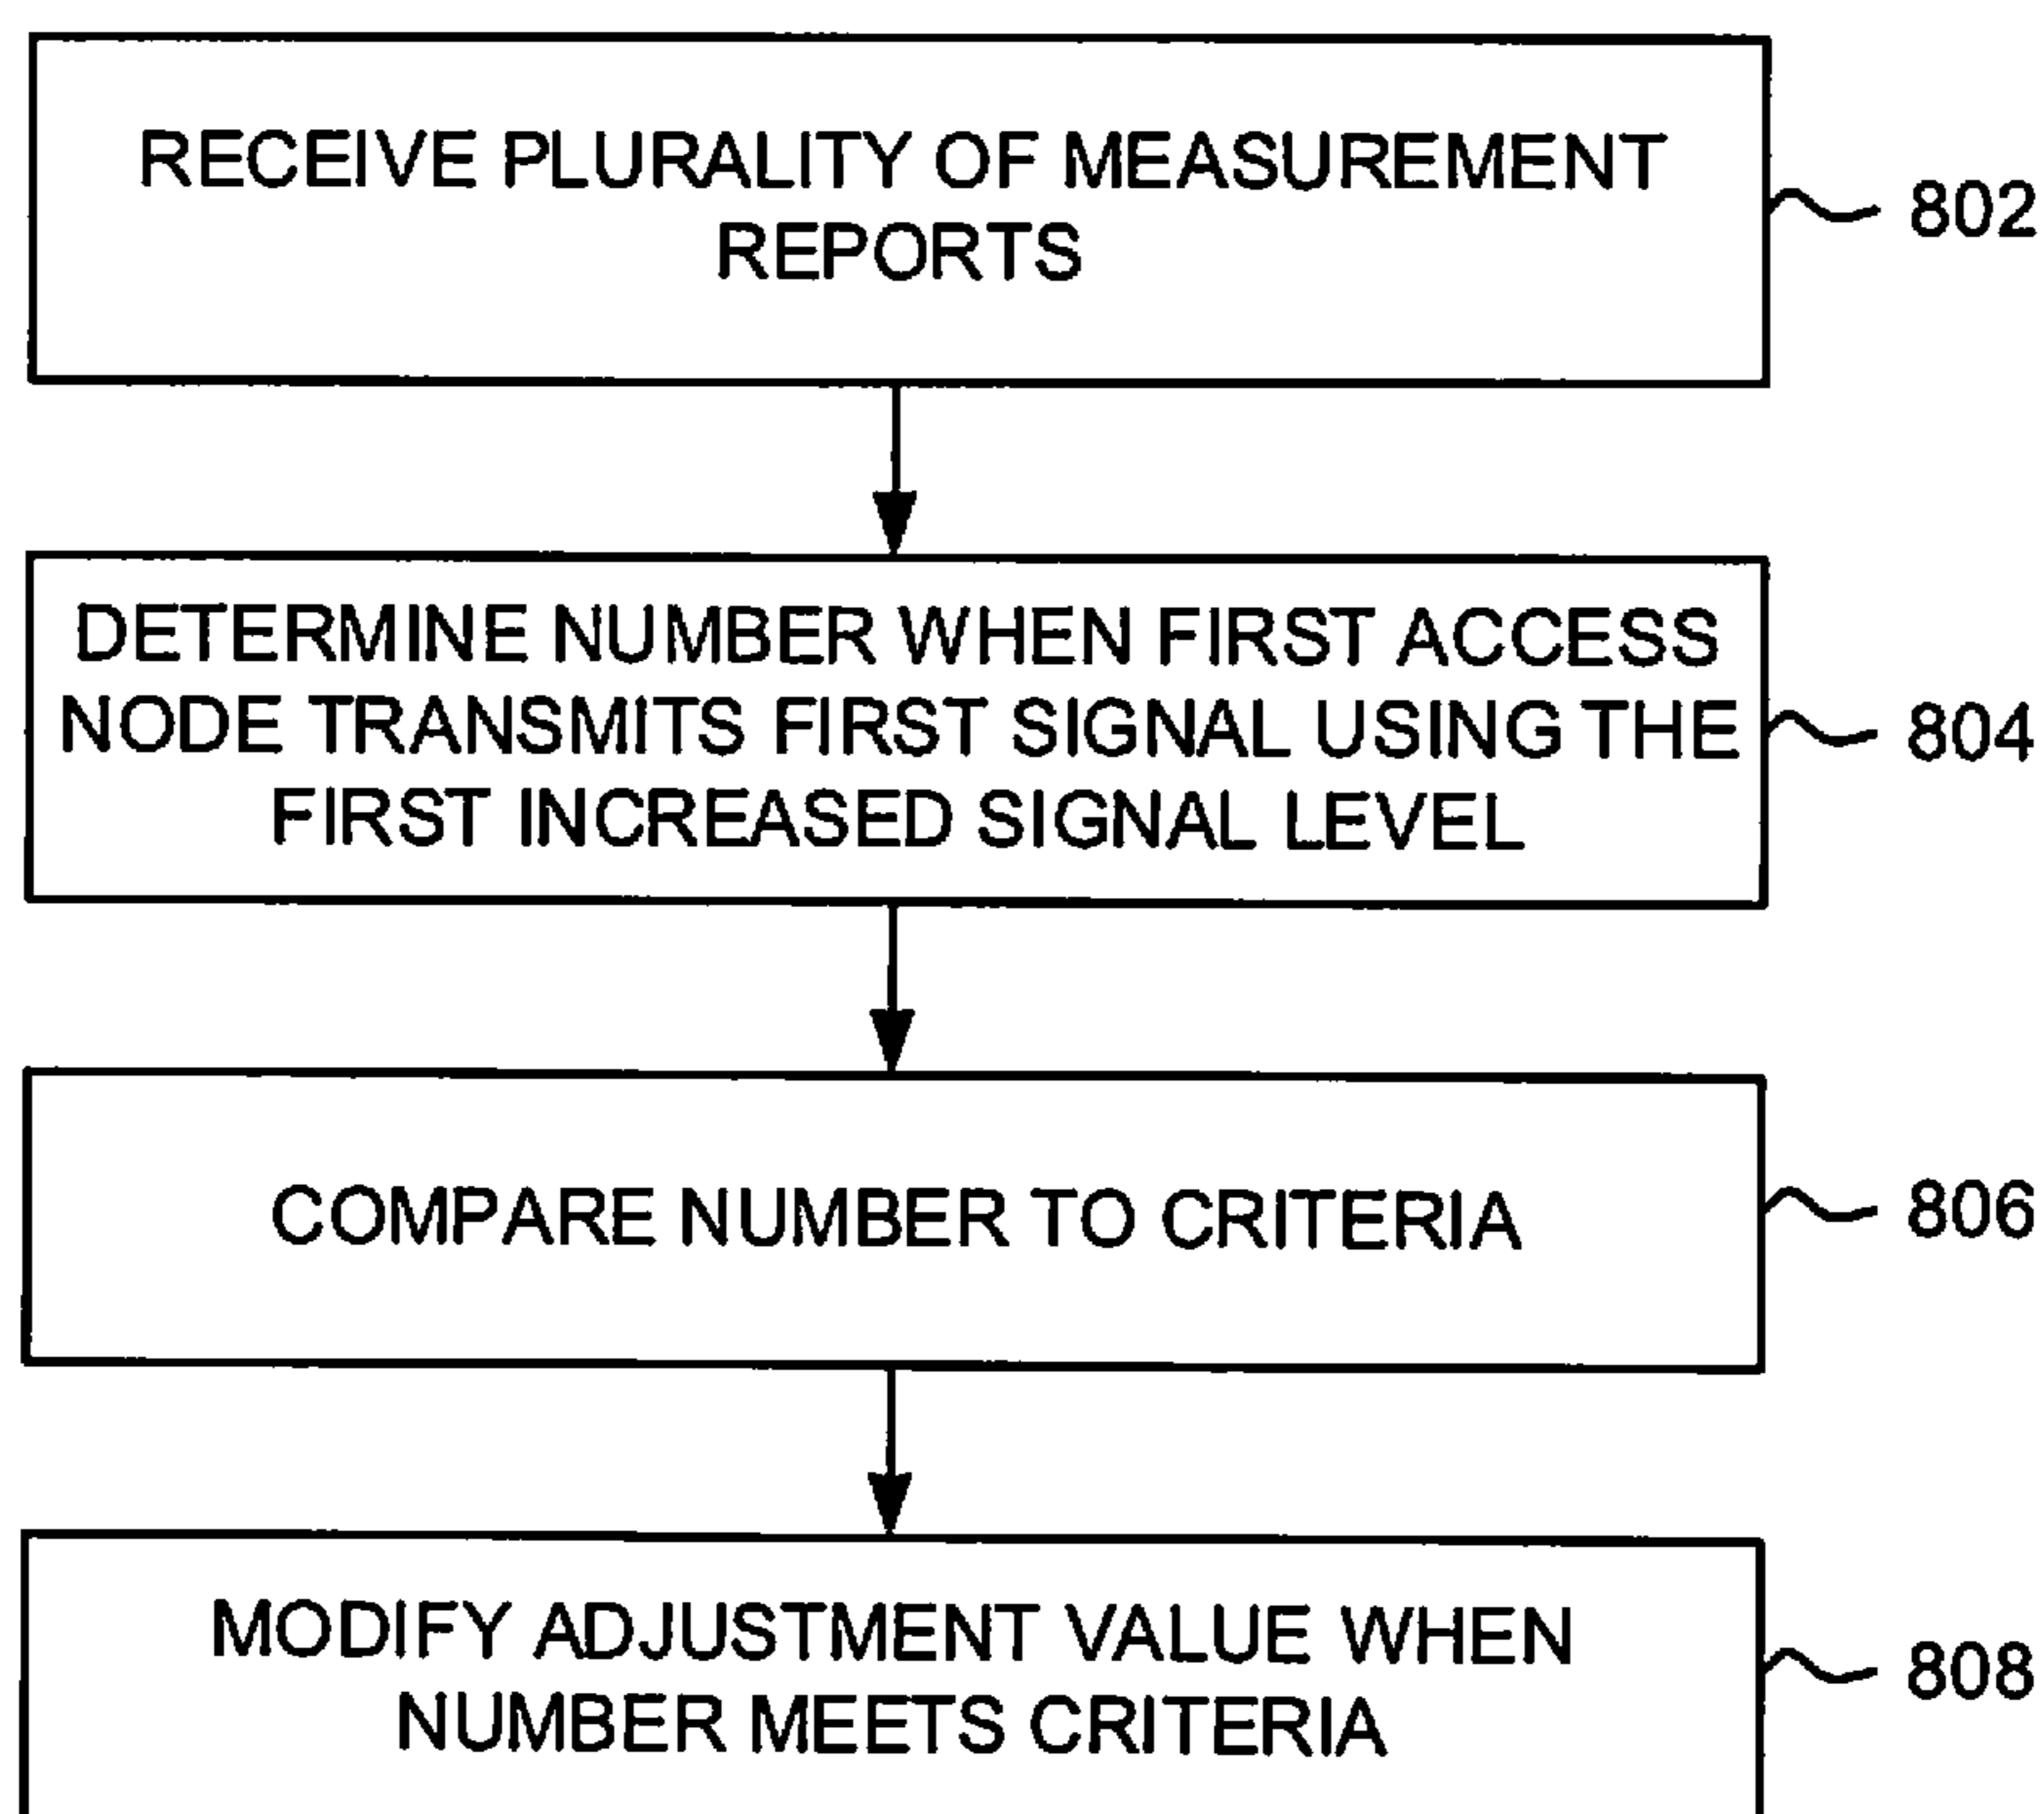 RECEIVE PLURALITY OF MEASUREMENT
REPORTS
802
DETERMINE NUMBER WHEN FIRST ACCESS
NODE TRANSMITS FIRST SIGNAL USING THE
FIRST INCREASED SIGNAL LEVEL
804
COMPARE NUMBER TO CRITERIA
806
MODIFY ADJUSTMENT VALUE WHEN
NUMBER MEETS CRITERIA
808